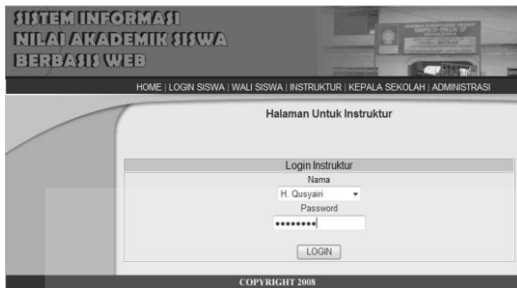 SISTEM INFORMASI
NILAI AKADEMIK SISWA
BERBASIS WEB
HOME | LOGIN SISWA | WALI SISWA | INSTRUKTUR | KEPALA SEKOLAH | ADMINISTRASI
Halaman Untuk Instruktur
Login Instruktur
Nama
H. Qusyairi
Password
••••••••
LOGIN
COPYRIGHT 2008